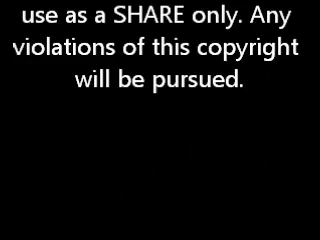 use as a SHARE only. Any
violations of this copyright
will be pursued.